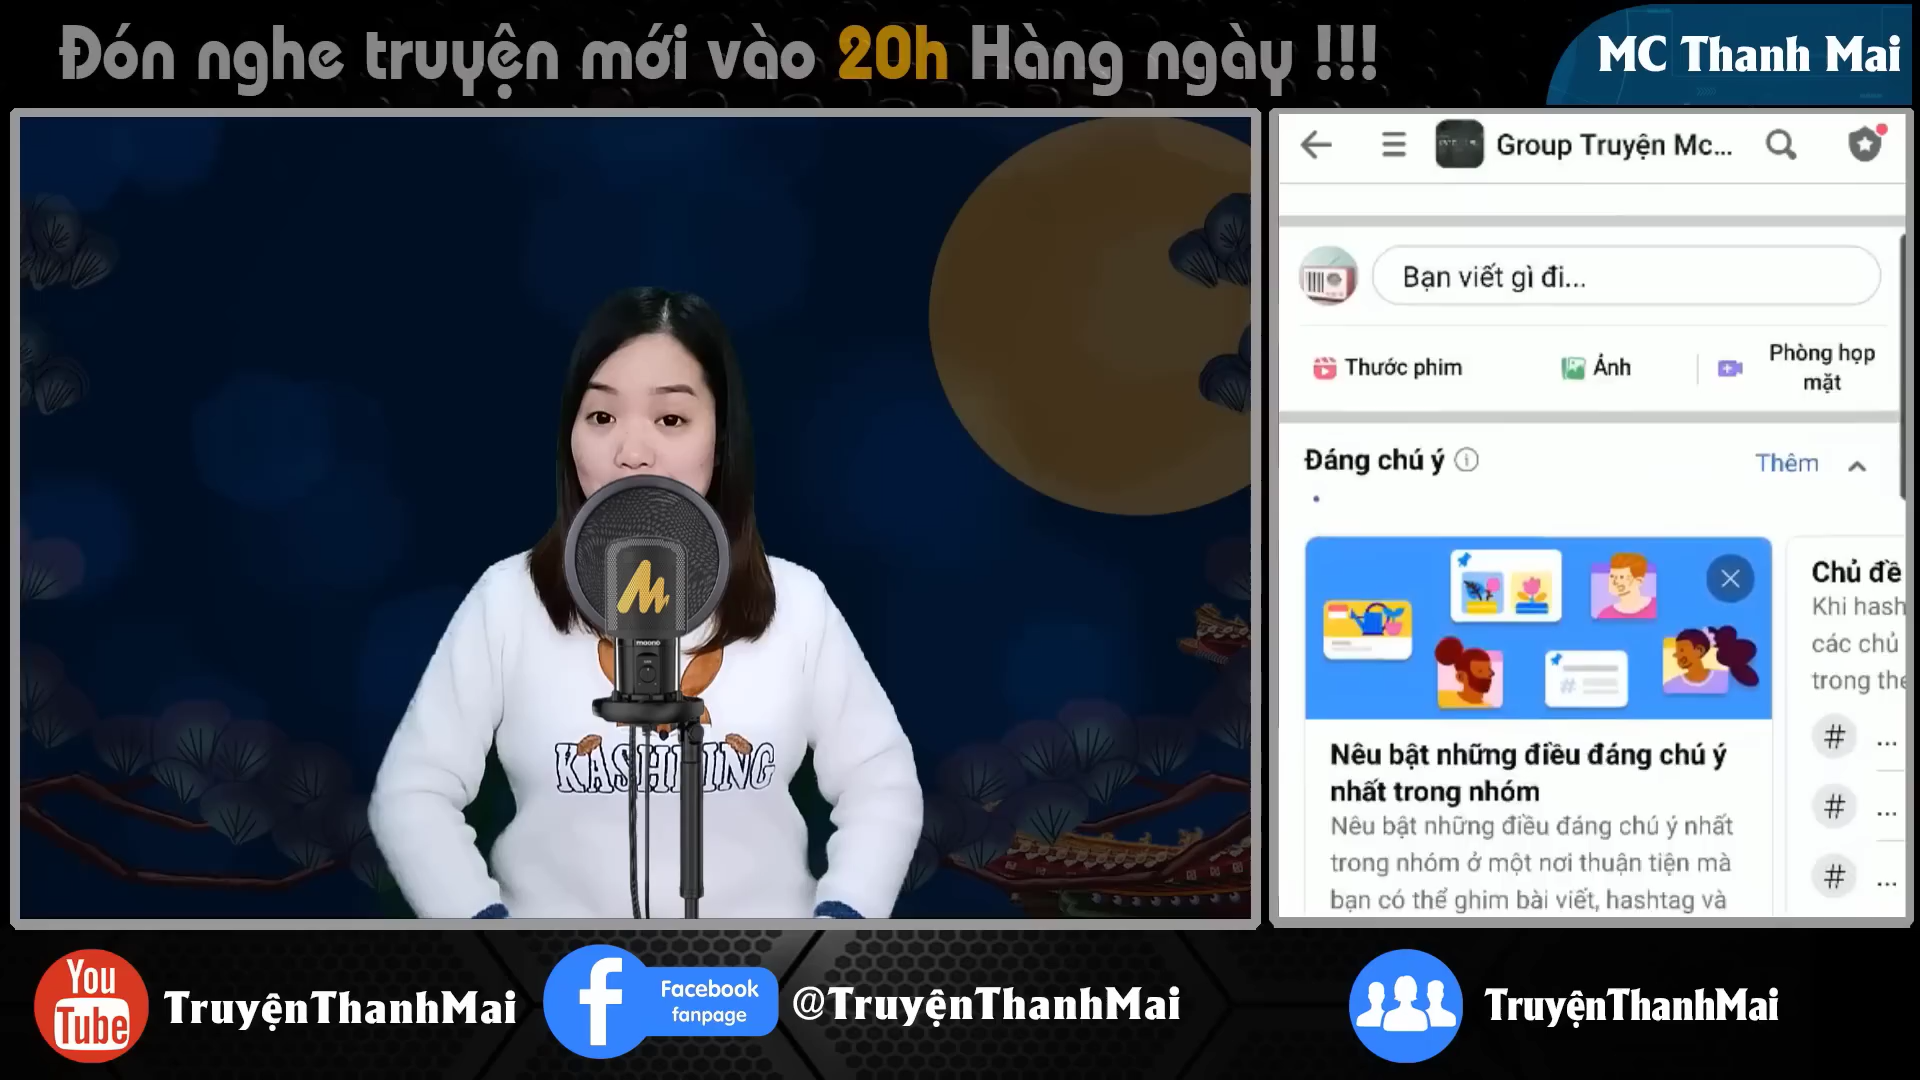 Đón nghe truyện mới vào 20h Hàng ngày !!!
MC Thanh Mai
Group Truyện Mc...
Bạn viết gì đi...
Thước phim
Ảnh
Phòng họp
mặt
Đáng chú ý
Thêm
Nêu bật những điều đáng chú ý
nhất trong nhóm
Nêu bật những điều đáng chú ý nhất
trong nhóm ở một nơi thuận tiện mà
bạn có thể ghim bài viết, hashtag và
Chủ đề
Khi hash
các chủ
trong the
# ...
# ...
# ...
maono
You
Tube
TruyệnThanhMai
Facebook
fanpage
@TruyệnThanhMai
TruyệnThanhMai